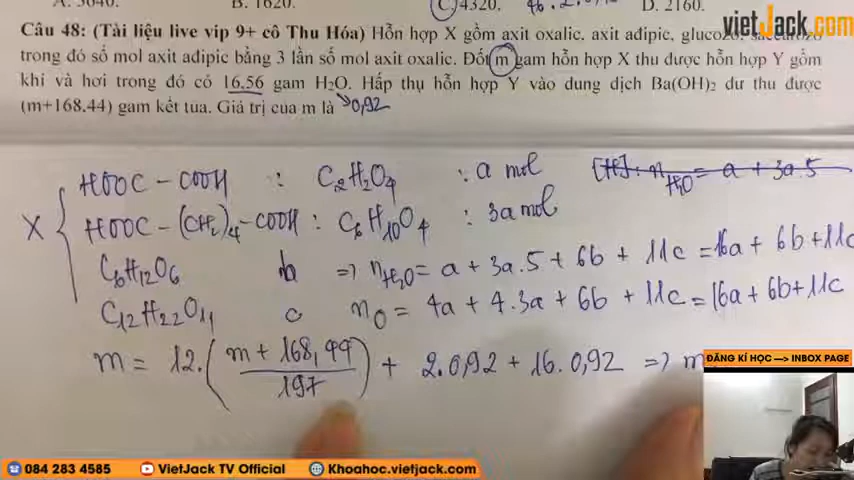 A. 3040. B. 1620. C 4320. 46.2. D. 2160.
vietJack.com
Câu 48: (Tài liệu live vip 9+ cô Thu Hóa) Hỗn hợp X gồm axit oxalic, axit adipic, glucozơ, saccarozơ
trong đó số mol axit adipic bằng 3 lần số mol axit oxalic. Đốt m gam hỗn hợp X thu được hỗn hợp Y gồm
khí và hơi trong đó có 16,56 gam H₂O. Hấp thụ hỗn hợp Y vào dung dịch Ba(OH)₂ dư thu được
(m+168.44) gam kết tủa. Giá trị của m là 0,92
HOOC - COOH : C₂H₂O₄ : a mol [H]: n H₂O = a + 3a.5
X HOOC - (CH₂)₄ - COOH : C₆H₁₀O₄ : 3a mol
C₆H₁₂O₆ b => nH₂O = a + 3a.5 + 6b + 11c = 16a + 6b + 11c
C₁₂H₂₂O₁₁ c nO = 4a + 4.3a + 6b + 11c = 16a + 6b + 11c
m = 12.(m + 168,44 / 197) + 2.0,92 + 16.0,92 => m
ĐĂNG KÍ HỌC —> INBOX PAGE
084 283 4585 VietJack TV Official Khoahoc.vietjack.com